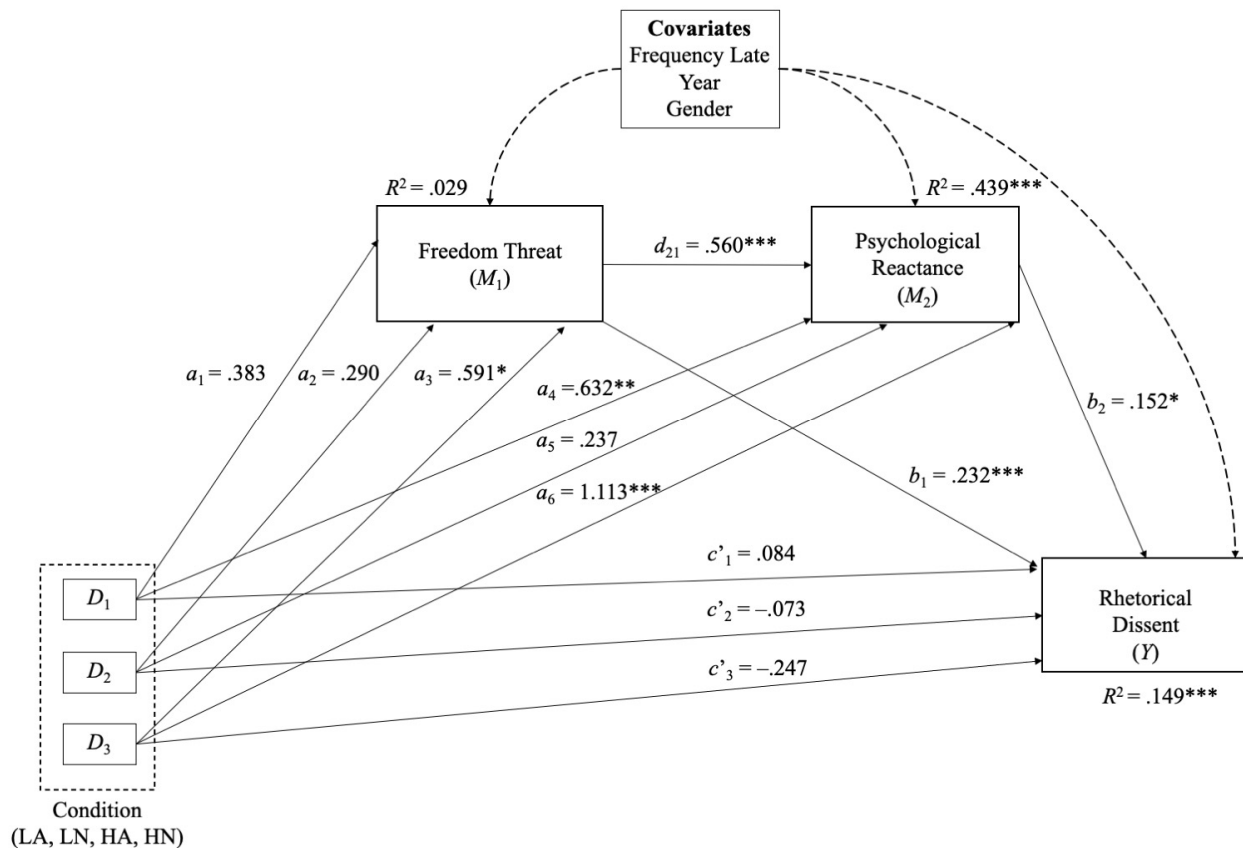 Covariates
Frequency Late
Year
Gender
R² = .029
R² = .439***
Freedom Threat
(M₁)
d₂₁ = .560***
Psychological
Reactance
(M₂)
a₁ = .383
a₂ = .290
a₃ = .591*
a₄ =.632**
b₂ = .152*
a₅ = .237
a₆ = 1.113***
b₁ = .232***
c’₁ = .084
D₁
Rhetorical
Dissent
(Y)
c’₂ = –.073
D₂
c’₃ = –.247
R² = .149***
D₃
Condition
(LA, LN, HA, HN)